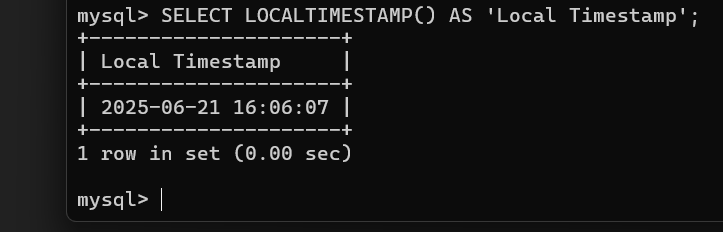 mysql> SELECT LOCALTIMESTAMP() AS 'Local Timestamp';
+---------------------+
| Local Timestamp     |
+---------------------+
| 2025-06-21 16:06:07 |
+---------------------+
1 row in set (0.00 sec)
mysql>